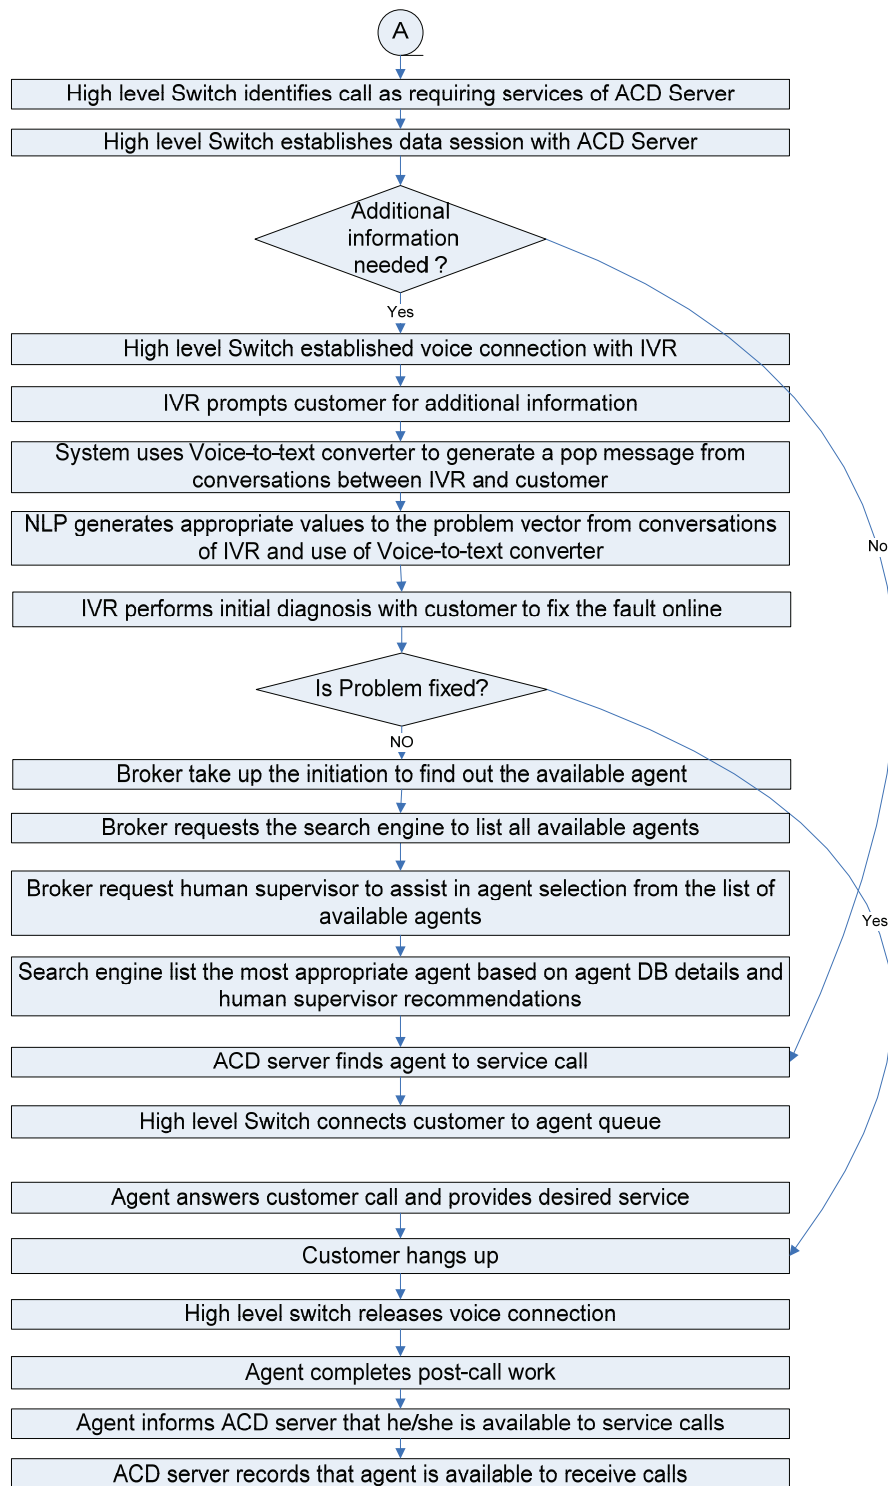 A
High level Switch identifies call as requiring services of ACD Server
High level Switch establishes data session with ACD Server
Additional
information
needed ?
Yes
High level Switch established voice connection with IVR
IVR prompts customer for additional information
System uses Voice-to-text converter to generate a pop message from
conversations between IVR and customer
NLP generates appropriate values to the problem vector from conversations
of IVR and use of Voice-to-text converter
No
IVR performs initial diagnosis with customer to fix the fault online
Is Problem fixed?
NO
Broker take up the initiation to find out the available agent
Broker requests the search engine to list all available agents
Broker request human supervisor to assist in agent selection from the list of
available agents
Yes
Search engine list the most appropriate agent based on agent DB details and
human supervisor recommendations
ACD server finds agent to service call
High level Switch connects customer to agent queue
Agent answers customer call and provides desired service
Customer hangs up
High level switch releases voice connection
Agent completes post-call work
Agent informs ACD server that he/she is available to service calls
ACD server records that agent is available to receive calls